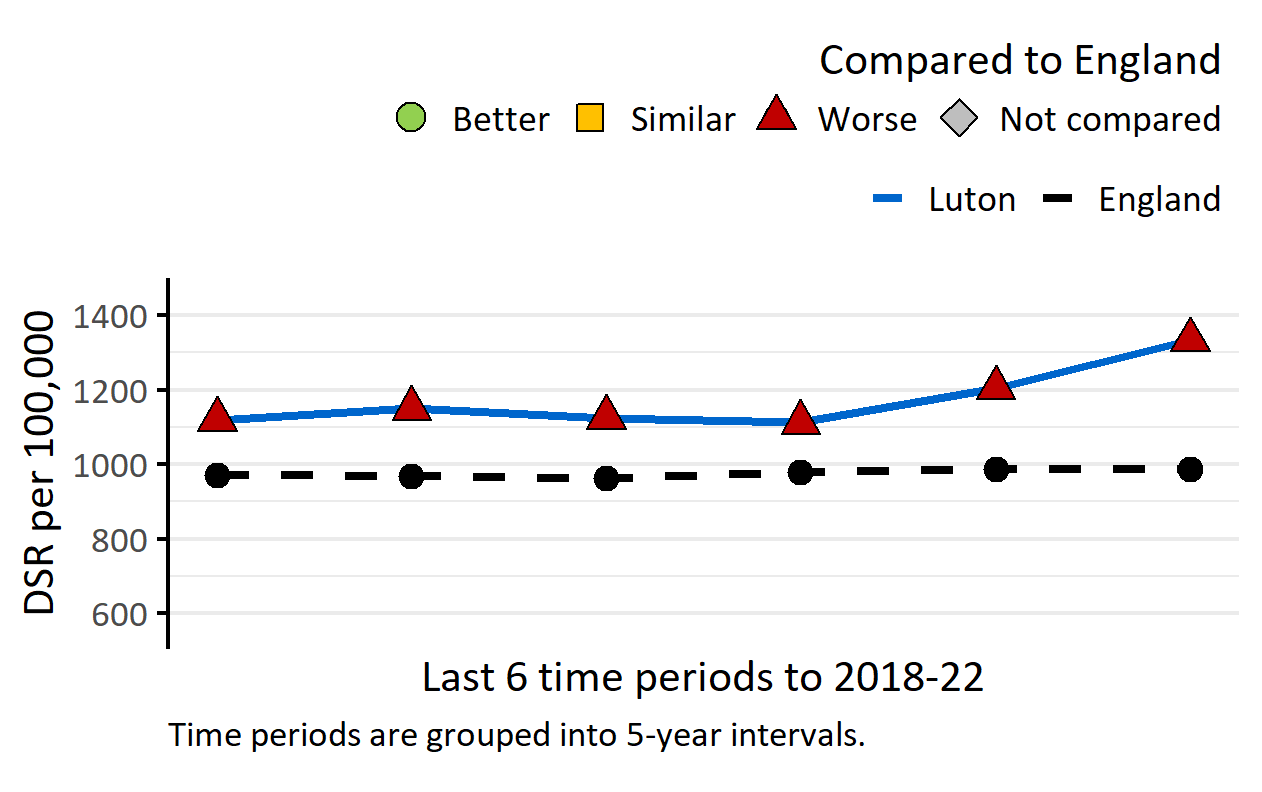 Compared to England
Better Similar Worse Not compared
Luton England
DSR per 100,000
1400
1200
1000
800
600
Last 6 time periods to 2018-22
Time periods are grouped into 5-year intervals.